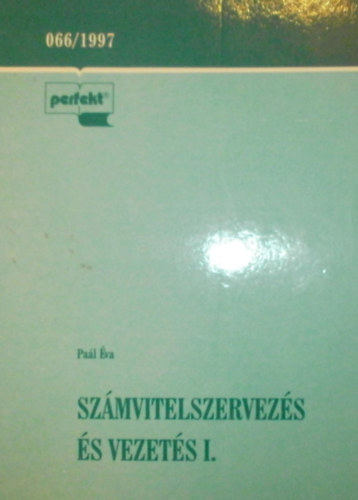 066/1997
perfekt®
Paál Éva
SZÁMVITELSZERVEZÉS
ÉS VEZETÉS I.